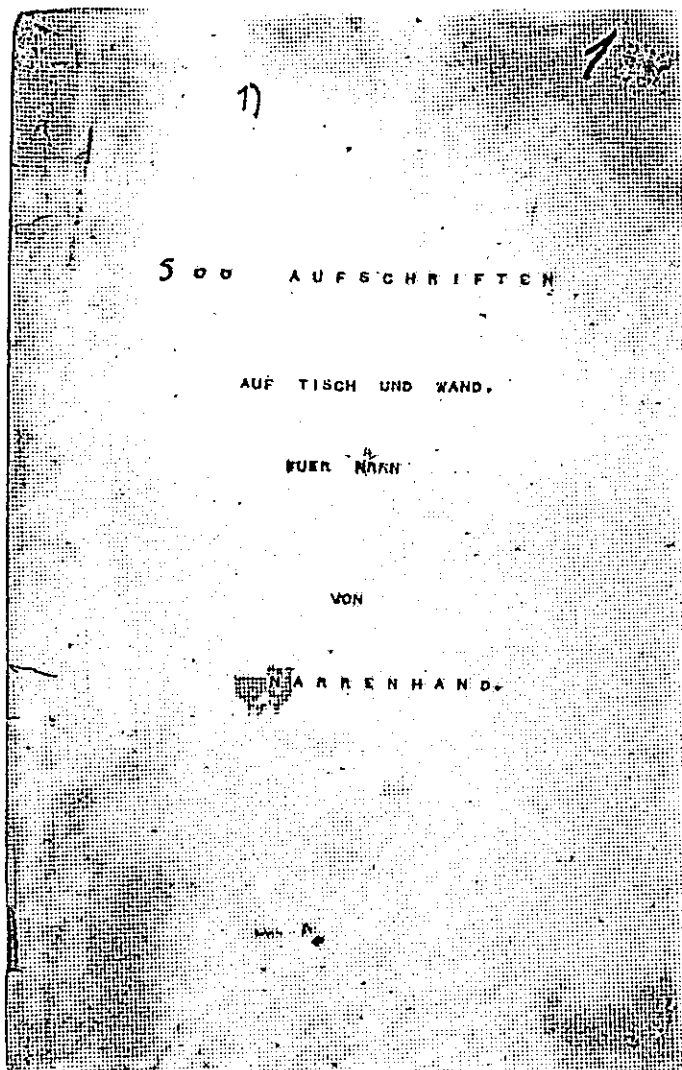 1
1)
500 AUFSCHRIFTEN
AUF TISCH UND WAND.
FUER NARRN
VON
NARRENHAND.